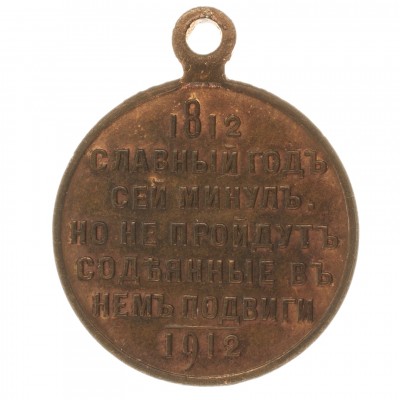 1812
СЛАВНЫЙ ГОДЪ
СЕЙ МИНУЛЪ.
НО НЕ ПРОЙДУТЪ
СОДѢЯННЫЕ ВЪ
НЕМЪ ПОДВИГИ
1912